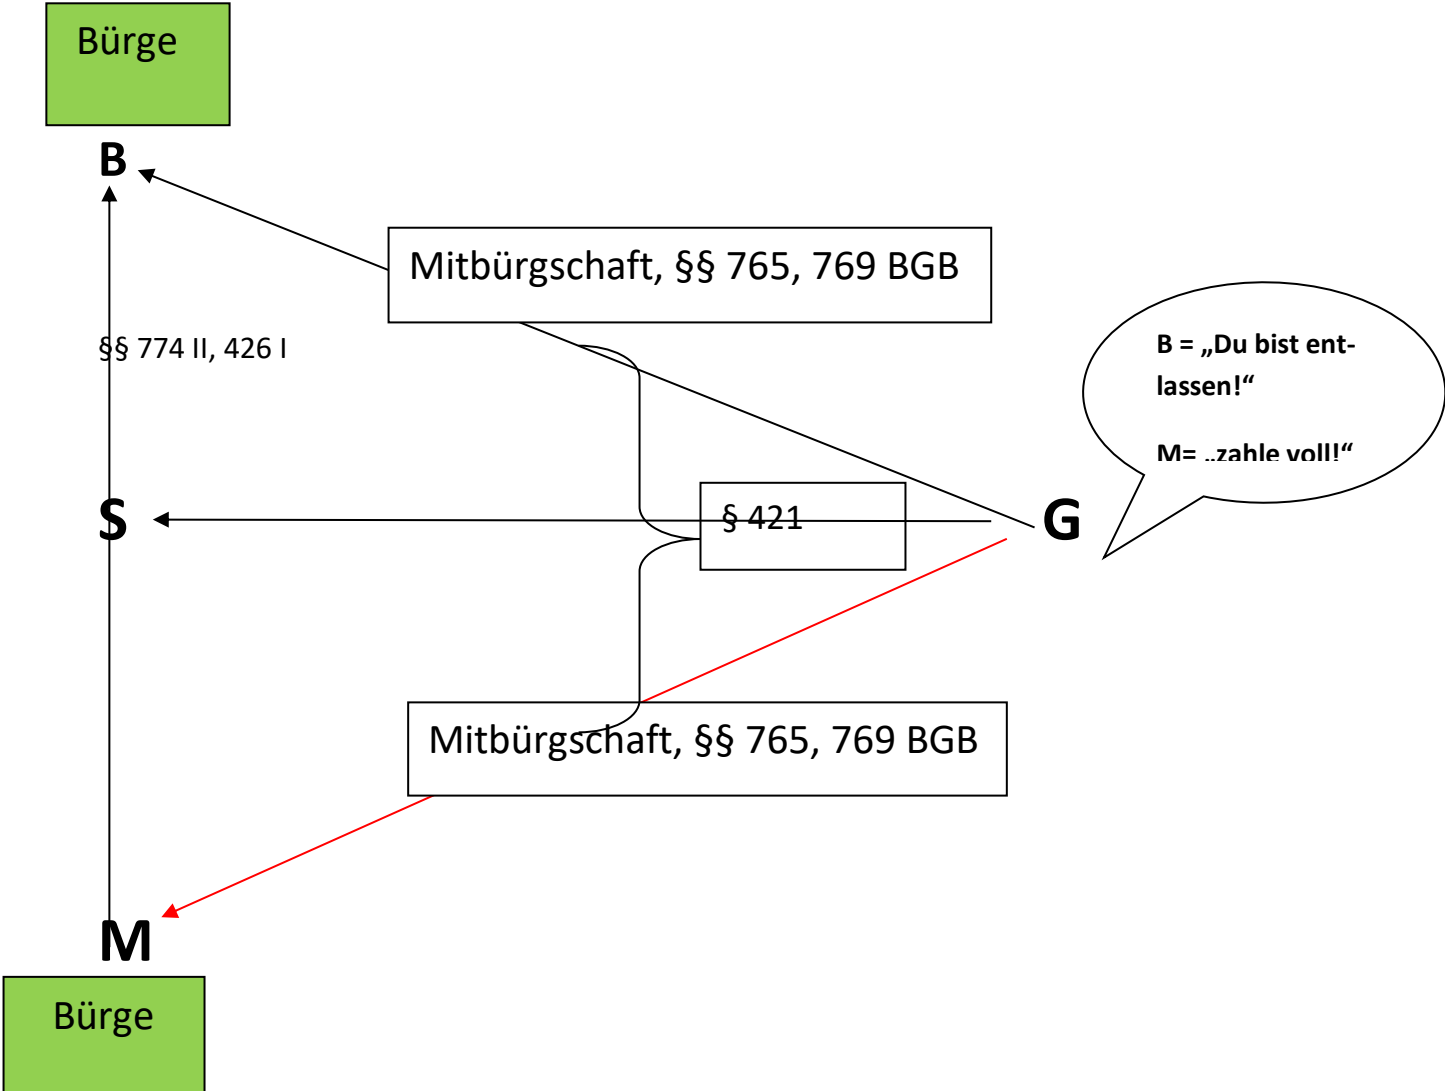 Bürge
B
Mitbürgschaft, §§ 765, 769 BGB
§§ 774 II, 426 I
B = „Du bist ent-
lassen!“
M= „zahle voll!“
S
§ 421
G
Mitbürgschaft, §§ 765, 769 BGB
M
Bürge